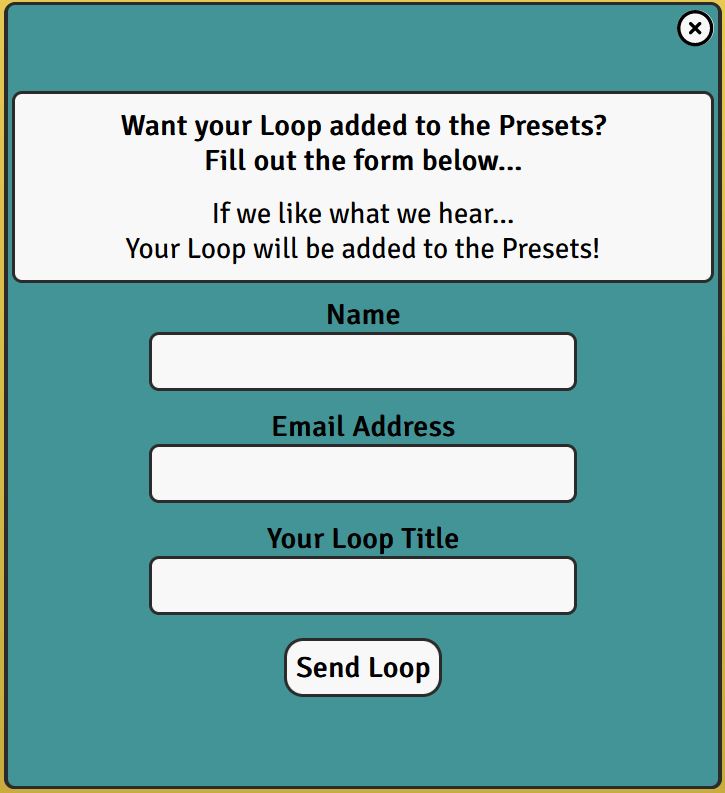 Want your Loop added to the Presets?
Fill out the form below...
If we like what we hear...
Your Loop will be added to the Presets!
Name
Email Address
Your Loop Title
Send Loop